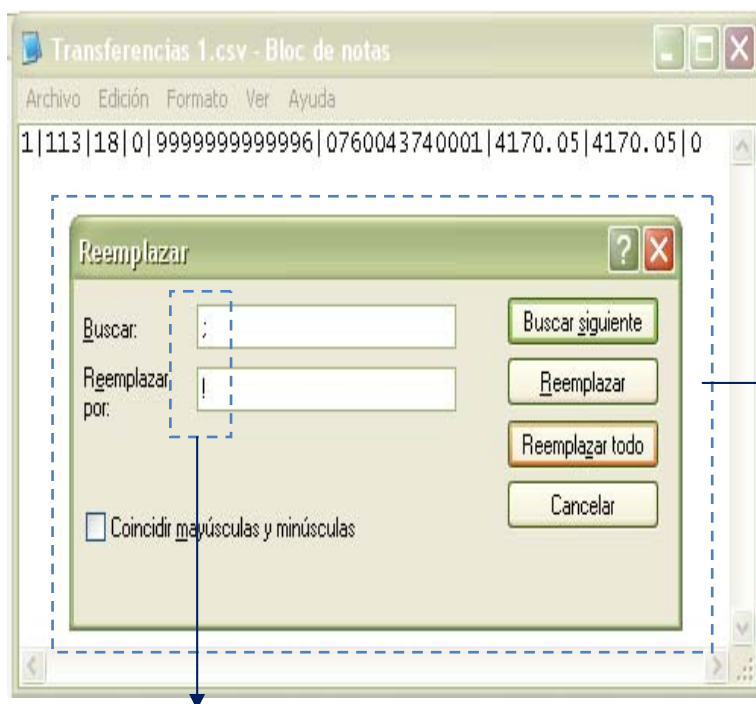 Transferencias 1.csv - Bloc de notas
Archivo Edición Formato Ver Ayuda
1|113|18|0|9999999999996|0760043740001|4170.05|4170.05|0
Reemplazar
Buscar:
;
Buscar siguiente
Reemplazar por:
!
Reemplazar
Reemplazar todo
Cancelar
Coincidir mayúsculas y minúsculas